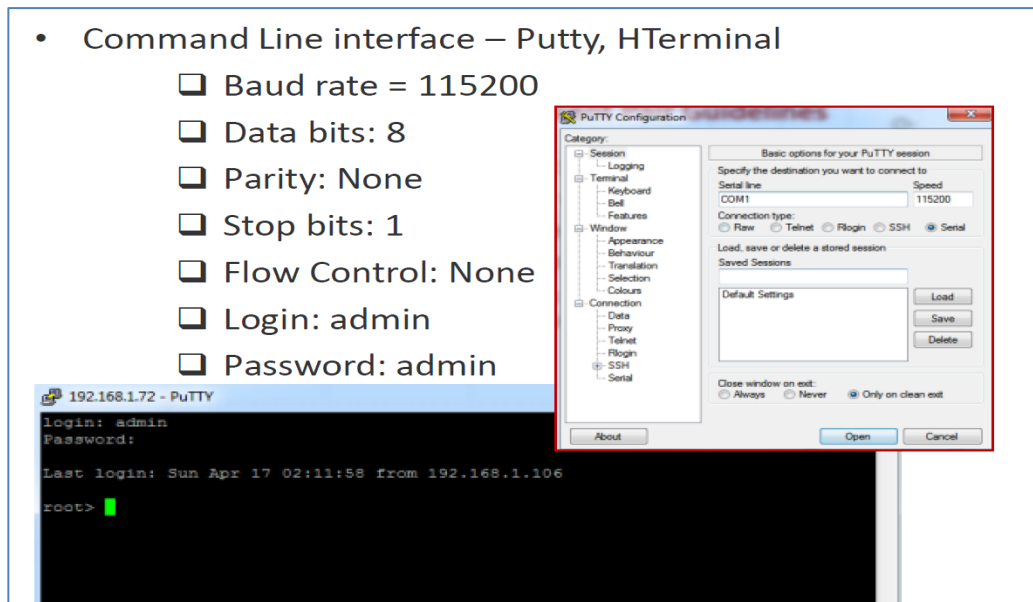 • Command Line interface – Putty, HTerminal
❑ Baud rate = 115200
❑ Data bits: 8
❑ Parity: None
❑ Stop bits: 1
❑ Flow Control: None
❑ Login: admin
❑ Password: admin
PuTTY Configuration
Category:
Session
Logging
Terminal
Keyboard
Bell
Features
Window
Appearance
Behaviour
Translation
Selection
Colours
Connection
Data
Proxy
Telnet
Rlogin
SSH
Serial
Basic options for your PuTTY session
Specify the destination you want to connect to
Serial line
Speed
COM1
115200
Connection type:
Raw Telnet Rlogin SSH Serial
Load, save or delete a stored session
Saved Sessions
Default Settings
Load
Save
Delete
Close window on exit:
Always Never Only on clean exit
About
Open
Cancel
192.168.1.72 - PuTTY
login: admin
Password:
Last login: Sun Apr 17 02:11:58 from 192.168.1.106
root>